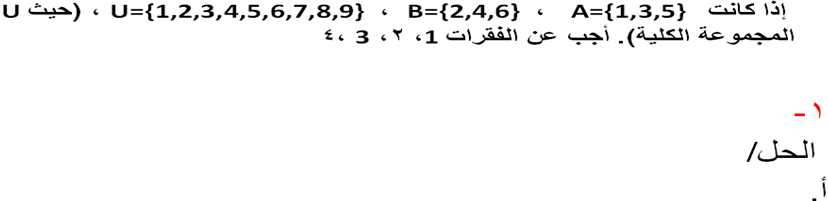 إذا كانت A={1,3,5} ، B={2,4,6} ، U={1,2,3,4,5,6,7,8,9} ، (حيث U
المجموعة الكلية). أجب عن الفقرات 1، ٢، 3 ،٤
١ -
الحل/
أ.